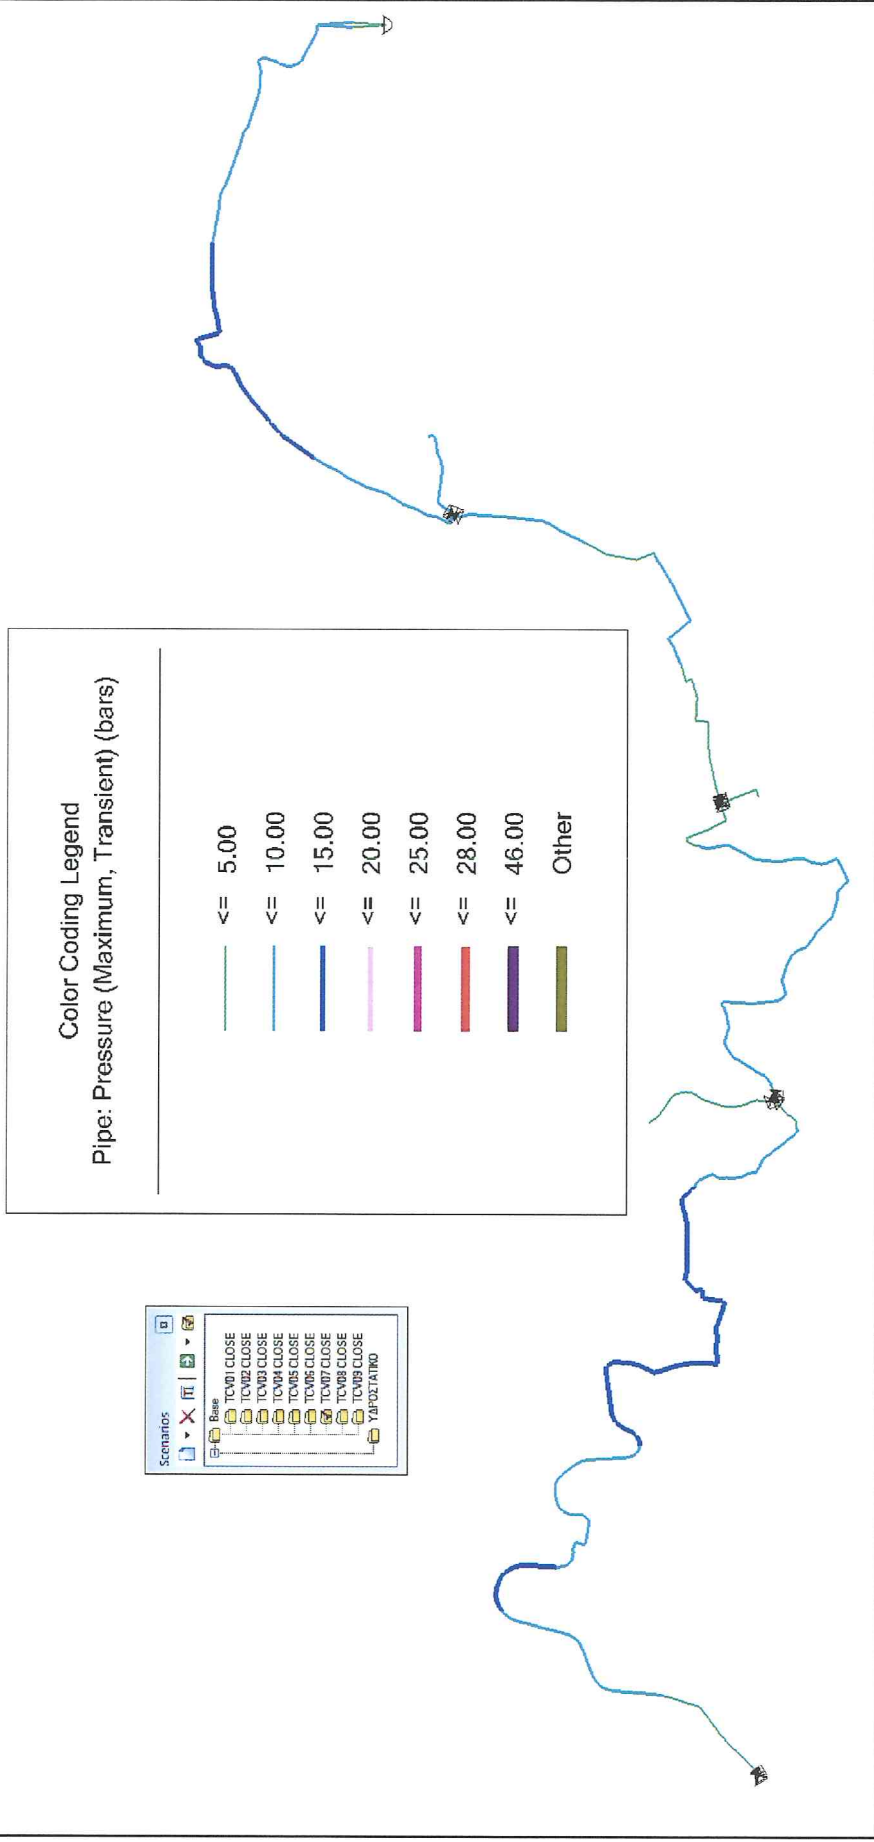 Color Coding Legend
Pipe: Pressure (Maximum, Transient) (bars)
<= 5.00
<= 10.00
<= 15.00
<= 20.00
<= 25.00
<= 28.00
<= 46.00
Other
Scenarios
Base
TCV01 CLOSE
TCV02 CLOSE
TCV03 CLOSE
TCV04 CLOSE
TCV05 CLOSE
TCV06 CLOSE
TCV07 CLOSE
TCV08 CLOSE
TCV09 CLOSE
ΥΔΡΟΣΤΑΤΙΚΟ